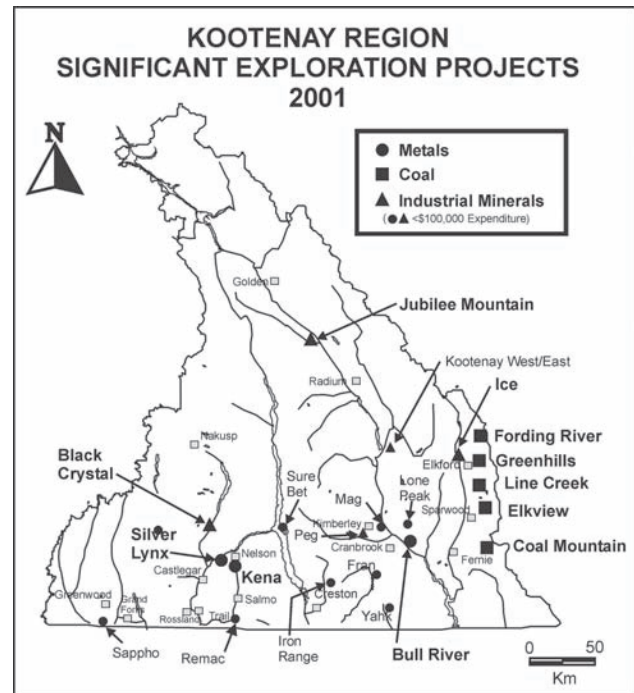 KOOTENAY REGION
SIGNIFICANT EXPLORATION PROJECTS
2001
N
Metals
Coal
Industrial Minerals
( <$100,000 Expenditure)
Golden
Jubilee Mountain
Radium
Kootenay West/East
Ice
Nakusp
Fording River
Elkford
Greenhills
Black
Crystal
Sure
Bet
Mag
Lone
Peak
Line Creek
Sparwood
Elkview
Kimberley
Peg
Silver
Lynx
Nelson
Cranbrook
Coal Mountain
Fernie
Castlegar
Kena
Fran
Greenwood
Grand
Forks
Rossland
Trail
Salmo
Creston
Yahk
Sappho
Remac
Iron
Range
Bull River
0 50
Km